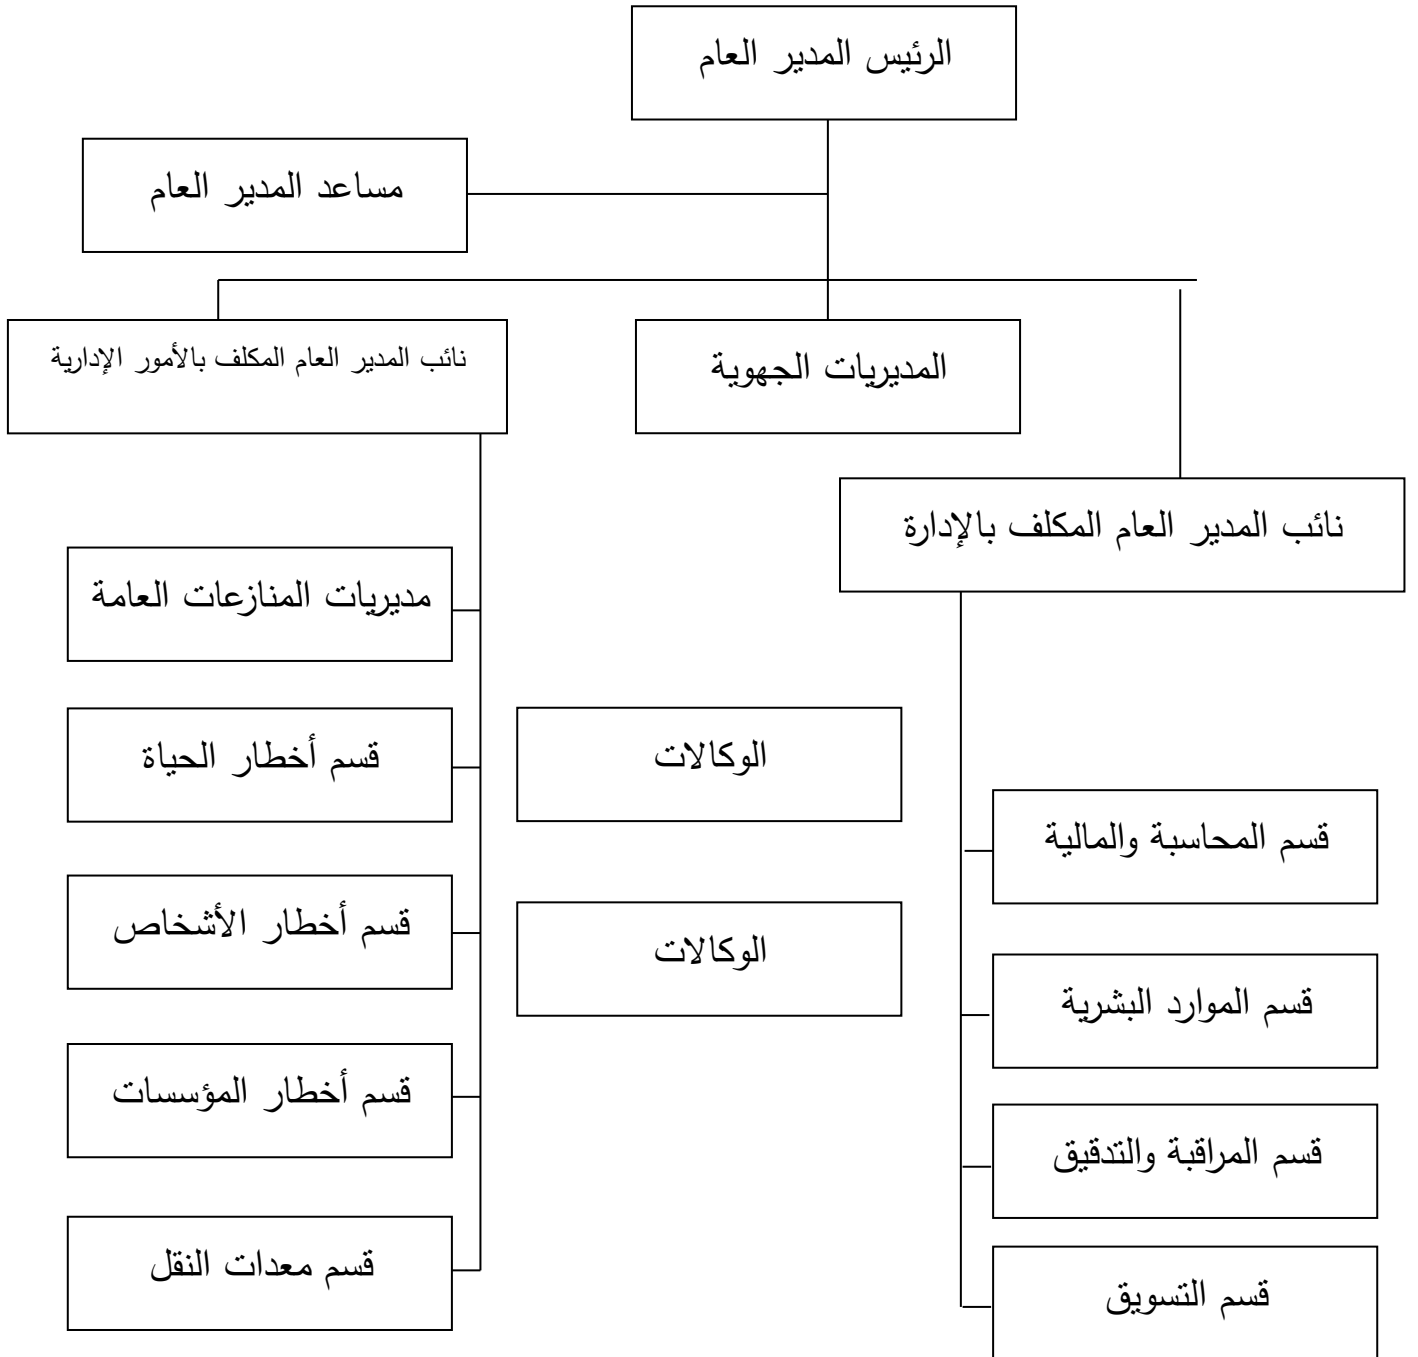 الرئيس المدير العام
مساعد المدير العام
المديريات الجهوية
نائب المدير العام المكلف بالأمور الإدارية
نائب المدير العام المكلف بالإدارة
مديريات المنازعات العامة
قسم أخطار الحياة
قسم أخطار الأشخاص
قسم أخطار المؤسسات
قسم معدات النقل
الوكالات
الوكالات
قسم المحاسبة والمالية
قسم الموارد البشرية
قسم المراقبة والتدقيق
قسم التسويق